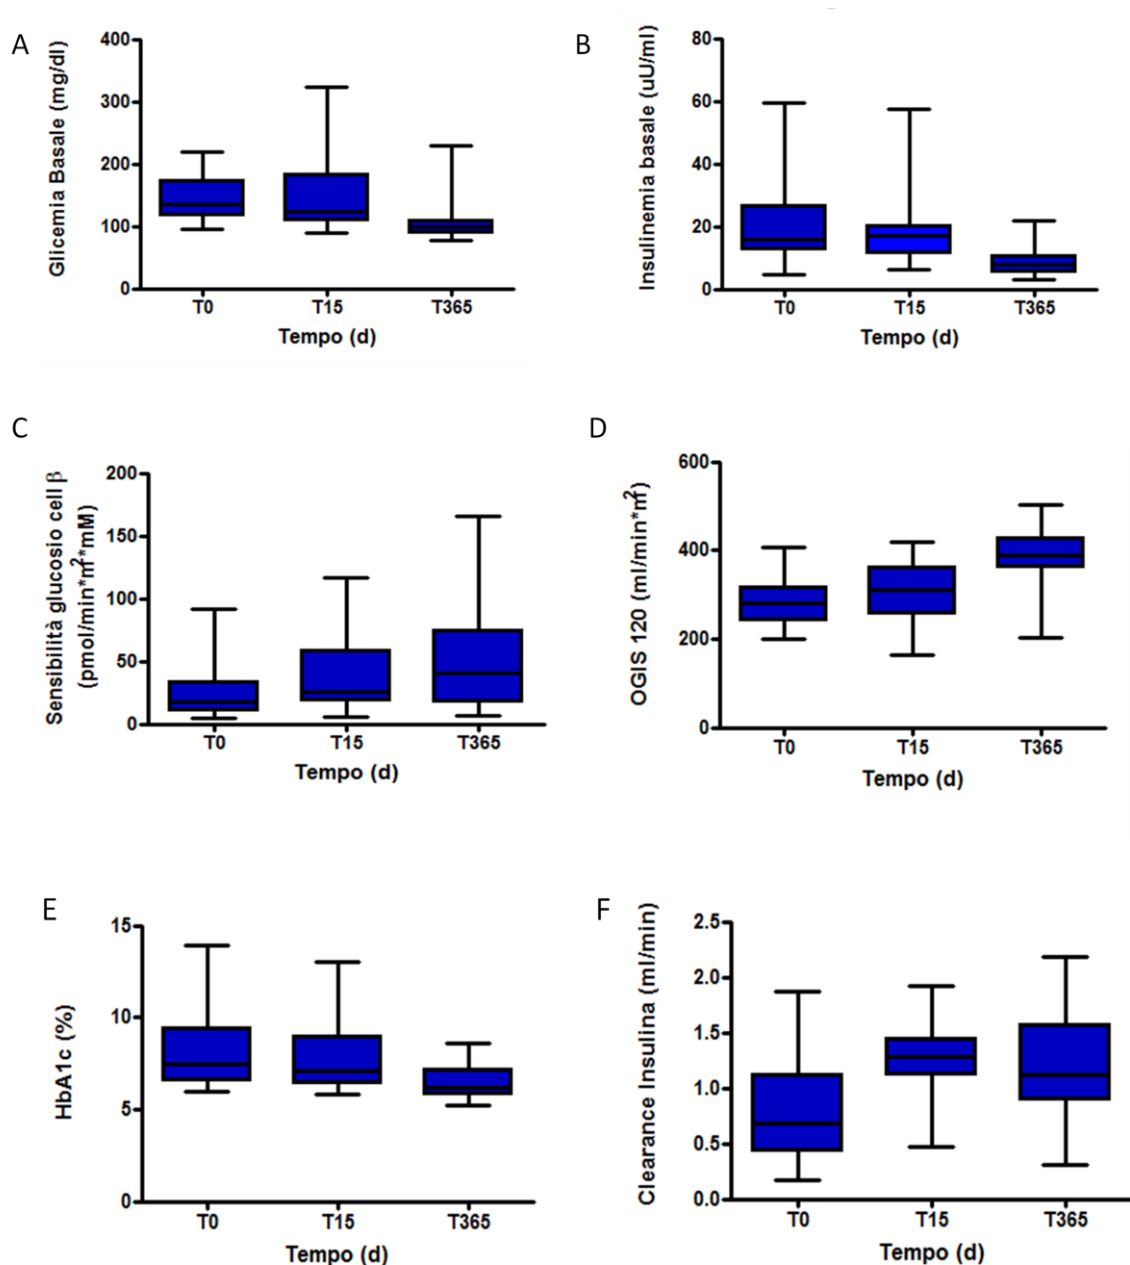 A
Glicemia Basale (mg/dl)
400
300
200
100
0
T0 T15 T365
Tempo (d)
B
Insulinemia basale (uU/ml)
80
60
40
20
0
T0 T15 T365
Tempo (d)
C
Sensibilità glucosio cell β
(pmol/min*m²*mM)
200
150
100
50
0
T0 T15 T365
Tempo (d)
D
OGIS 120 (ml/min*m²)
600
400
200
0
T0 T15 T365
Tempo (d)
E
HbA1c (%)
15
10
5
0
T0 T15 T365
Tempo (d)
F
Clearance Insulina (ml/min)
2.5
2.0
1.5
1.0
0.5
0.0
T0 T15 T365
Tempo (d)